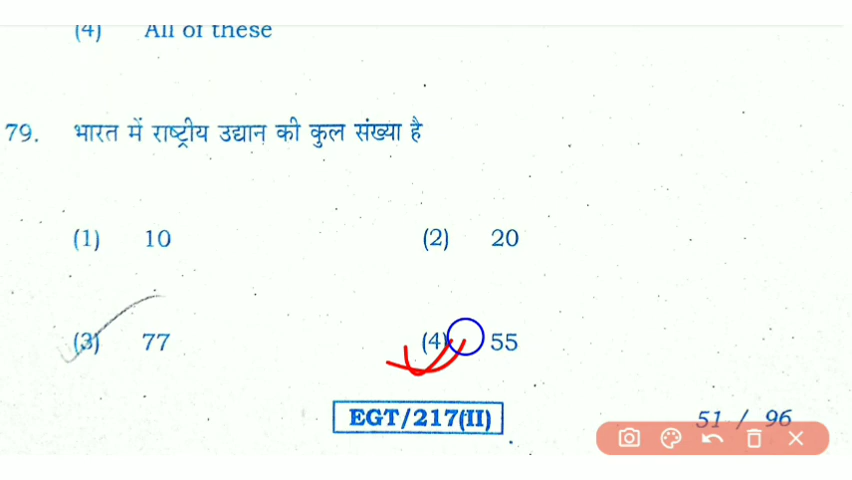 (4) All of these
79. भारत में राष्ट्रीय उद्यान की कुल संख्या है
(1) 10 (2) 20
(3) 77 (4) 55
EGT/217(II)
51 / 96